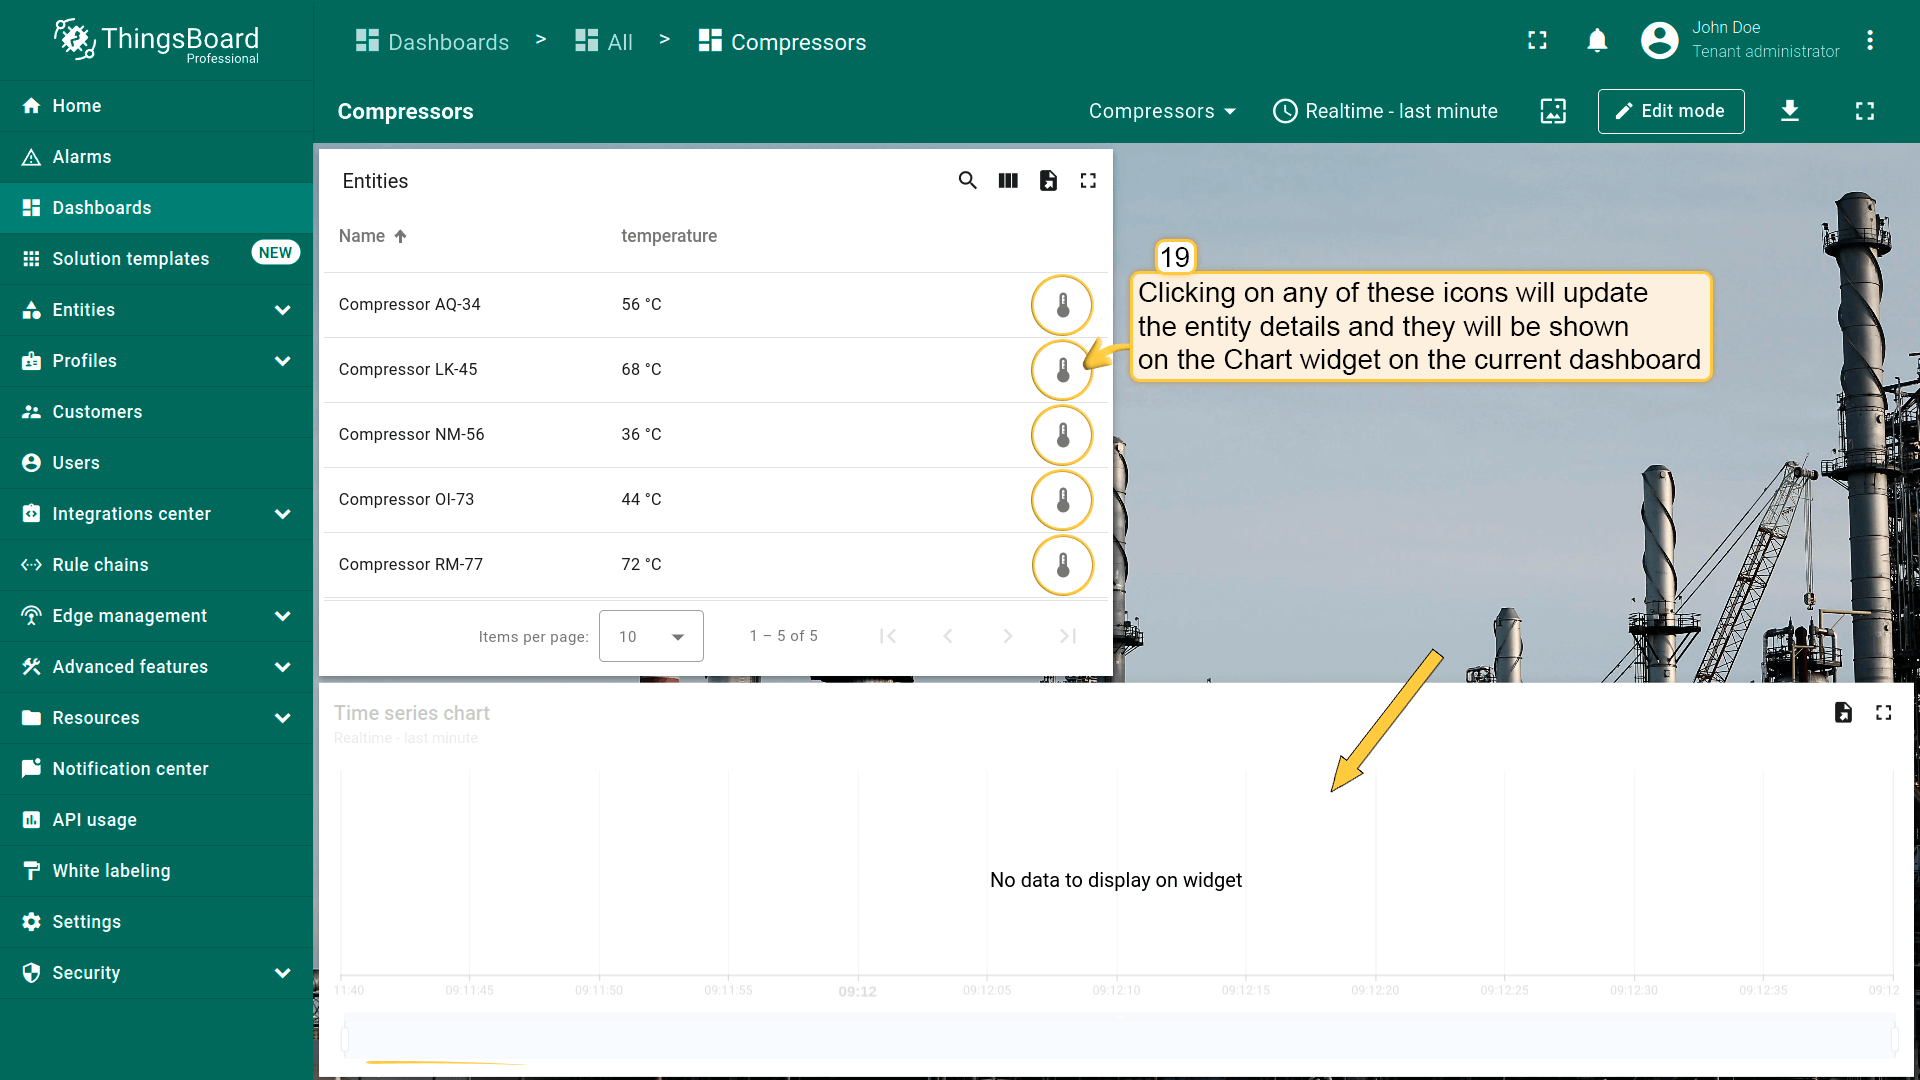 ThingsBoard
Professional
Dashboards > All > Compressors
John Doe
Tenant administrator
Compressors
Compressors
Realtime - last minute
Edit mode
Home
Alarms
Dashboards
Solution templates
NEW
Entities
Profiles
Customers
Users
Integrations center
Rule chains
Edge management
Advanced features
Resources
Notification center
API usage
White labeling
Settings
Security
Entities
Name temperature
Compressor AQ-34 56 °C
Compressor LK-45 68 °C
Compressor NM-56 36 °C
Compressor OI-73 44 °C
Compressor RM-77 72 °C
Items per page: 10 1 – 5 of 5
19
Clicking on any of these icons will update
the entity details and they will be shown
on the Chart widget on the current dashboard
Time series chart
Realtime - last minute
No data to display on widget
11:40 09:11:45 09:11:50 09:11:55 09:12 09:12:05 09:12:10 09:12:15 09:12:20 09:12:25 09:12:30 09:12:35 09:12